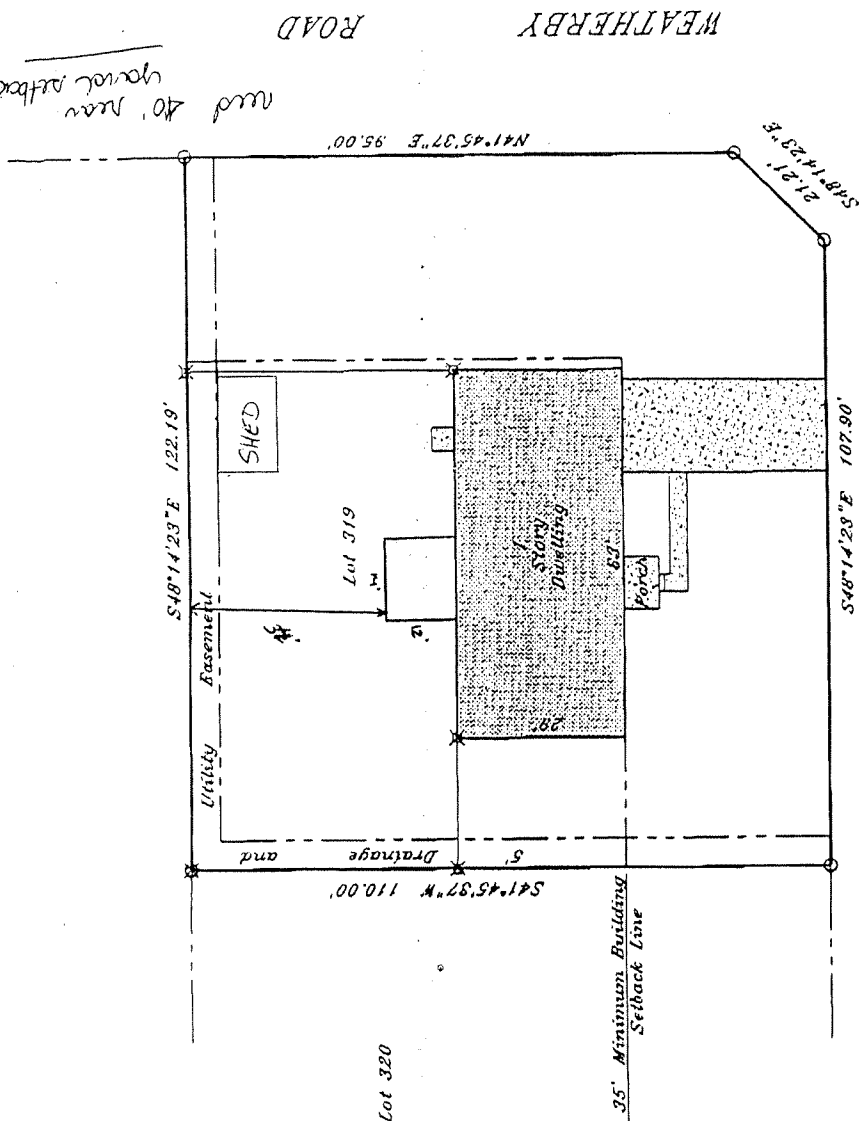 WEATHERBY ROAD
need 40' rear
yard
N41°45'37"E 95.00'
S48°14'23"E
21.21'
S48°14'23"E 122.19'
SHED
Lot 319
Utility Easement
12'
1
Story
Dwelling
63'
Porch
29'
S48°14'23"E 107.90'
5' Drainage and
S41°45'37"W 110.00'
35' Minimum Building
Setback Line
Lot 320